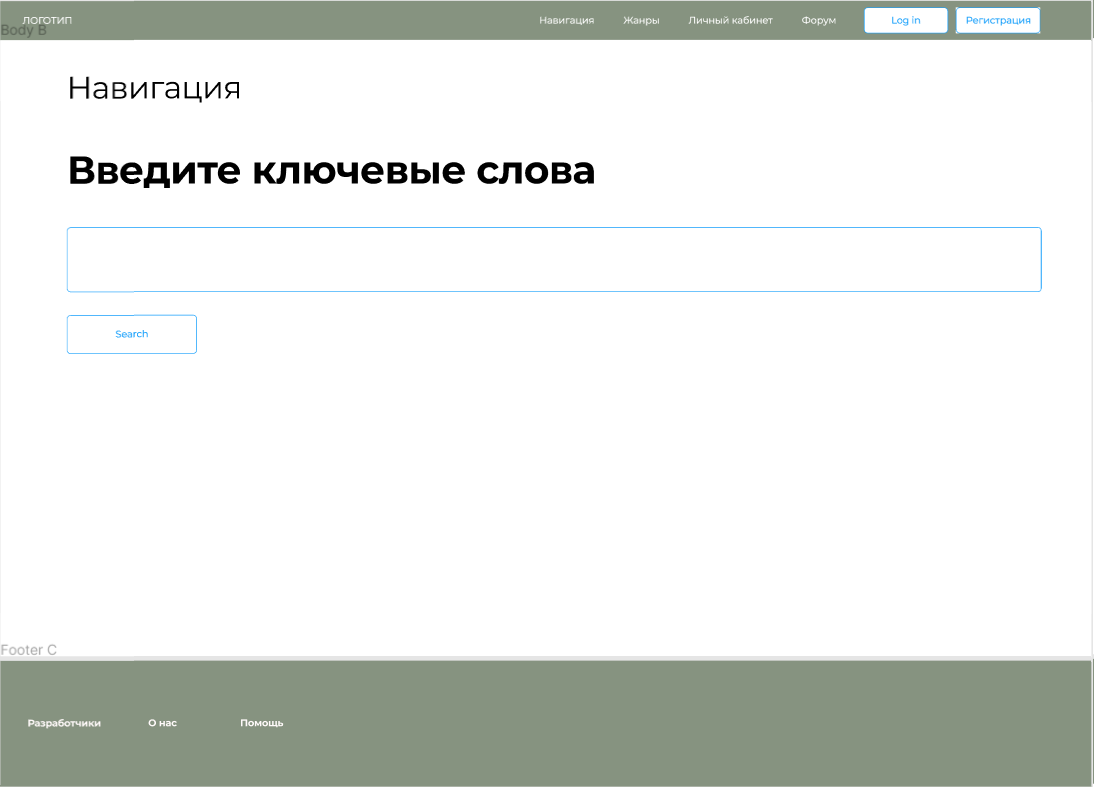 ЛОГОТИП
Навигация Жанры Личный кабинет Форум Log in Регистрация
Body B
Навигация
Введите ключевые слова
Search
Footer C
Разработчики О нас Помощь